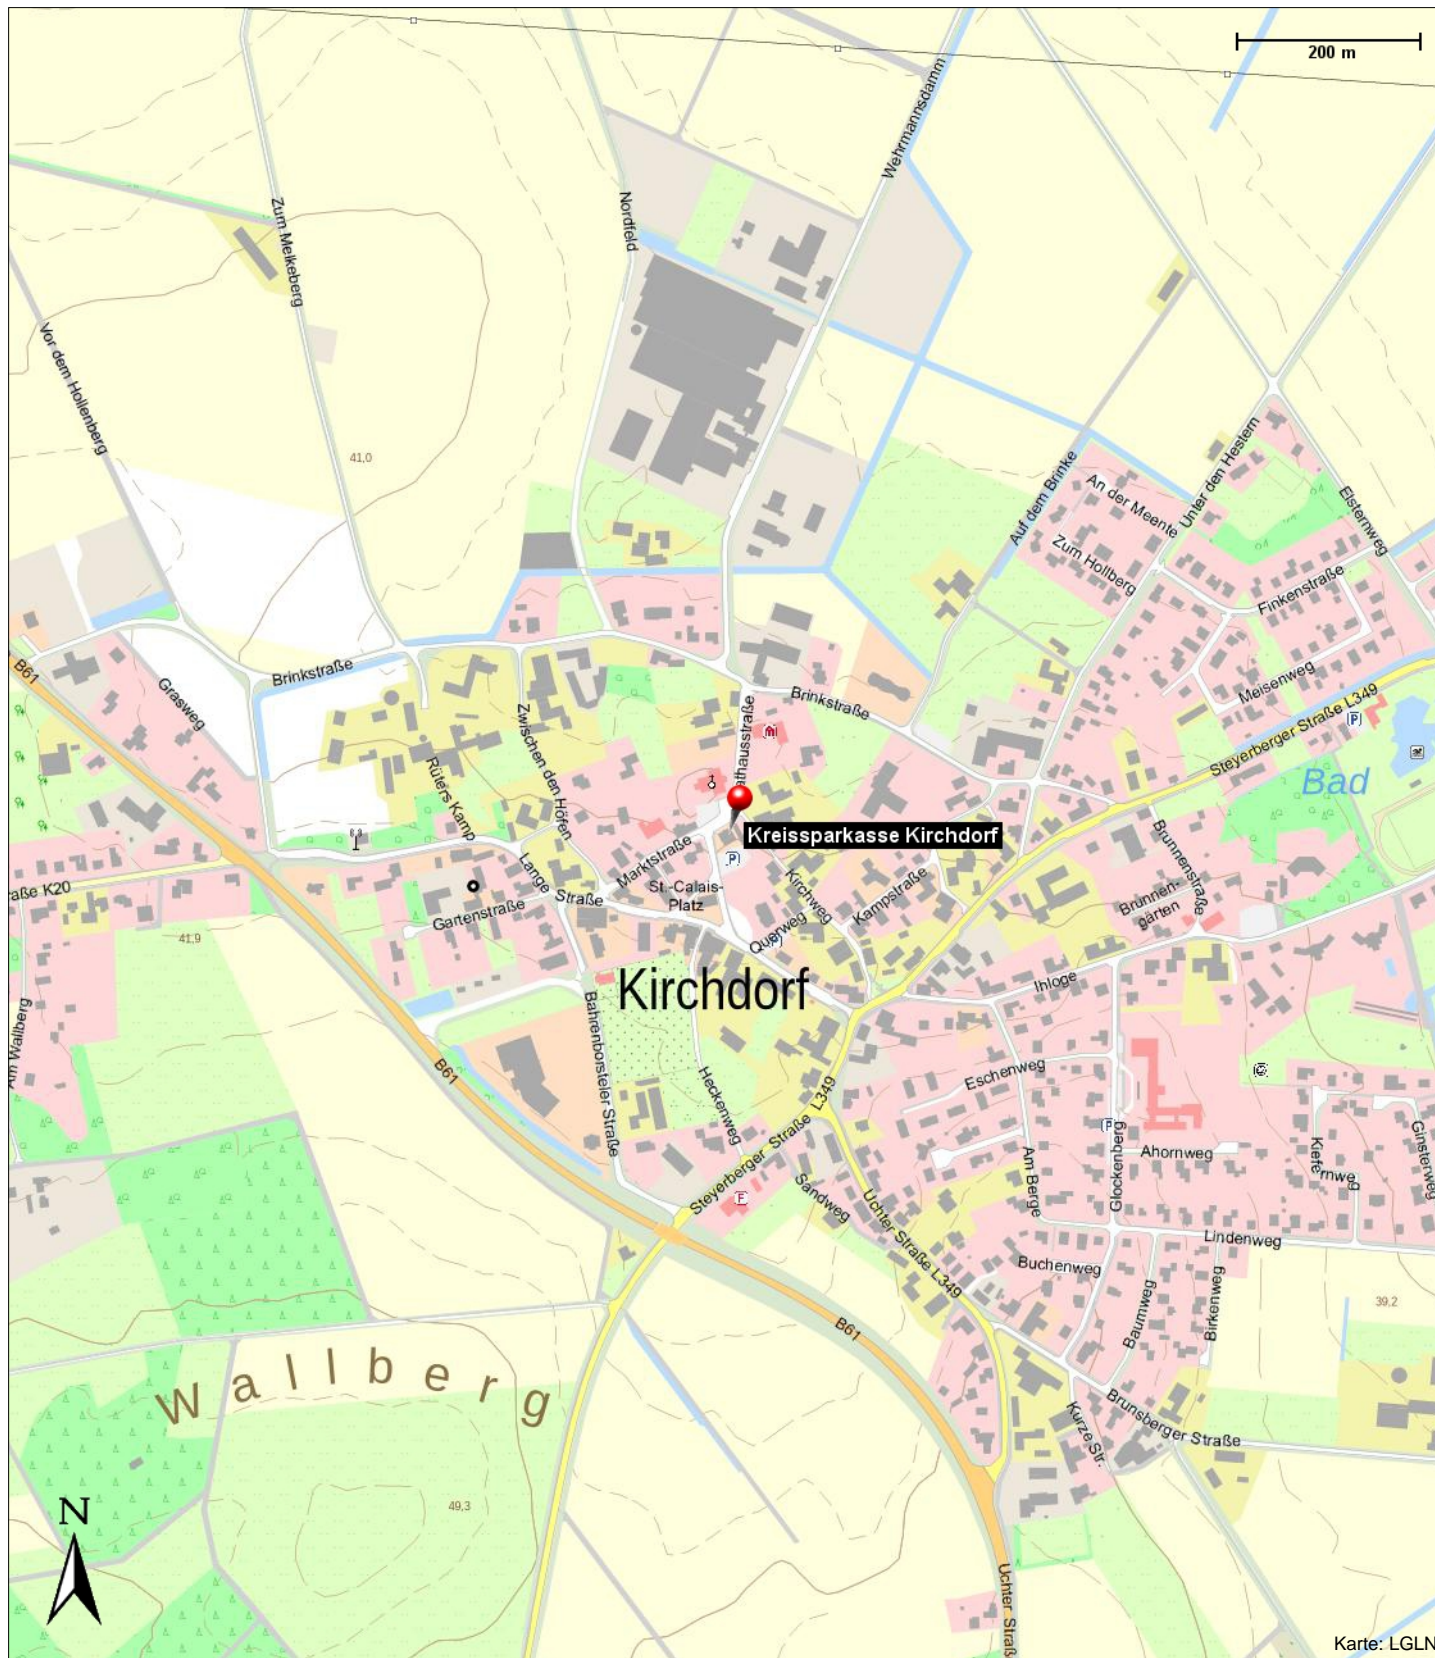 200 m
Wehrmannsdamm
Nordfeld
Zum Melkeberg
Vor dem Hollenberg
41,0
Auf dem Brinke
An der Meente
Unter den Hestern
Elsternweg
Zum Hollberg
Finkenstraße
Meisenweg
Steyerberger Straße L349
P
B61
Grasweg
Brinkstraße
Brinkstraße
Zwischen den Höfen
Rüters Kamp
Bad
Kreissparkasse Kirchdorf
Marktstraße
P
St.-Calais-
Platz
Kirchweg
Kampstraße
Querweg
Lange Straße
Gartenstraße
Brunnenstraße
Brunnen-
gärten
aße K20
41,9
Kirchdorf
Ihloge
Am Wallberg
Bahrenborsteler Straße
B61
Heckenweg
Steyerberger Straße L349
Eschenweg
Am Berge
Glockenberg
P
Ahornweg
Kiefernweg
Ginsterweg
F
Sandweg
Uchter Straße L349
Lindenweg
Buchenweg
Baumweg
Birkenweg
39,2
B61
Wallberg
Brunsberger Straße
Kurze Str.
49,3
N
Uchter Straß
Karte: LGLN